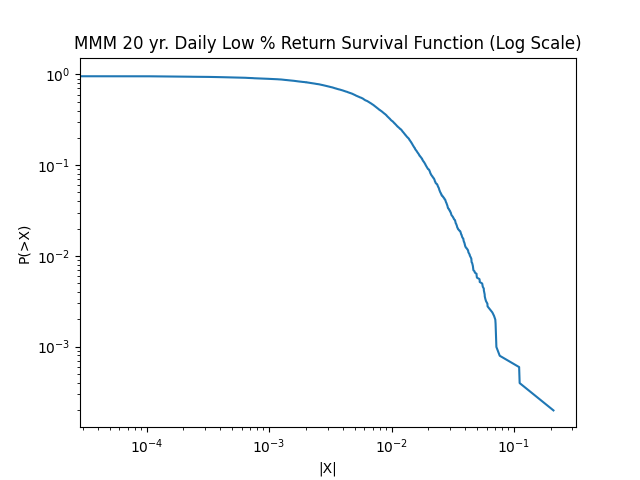 MMM 20 yr. Daily Low % Return Survival Function (Log Scale)
10⁰
10⁻¹
10⁻²
10⁻³
P(>X)
10⁻⁴
10⁻³
10⁻²
10⁻¹
|X|